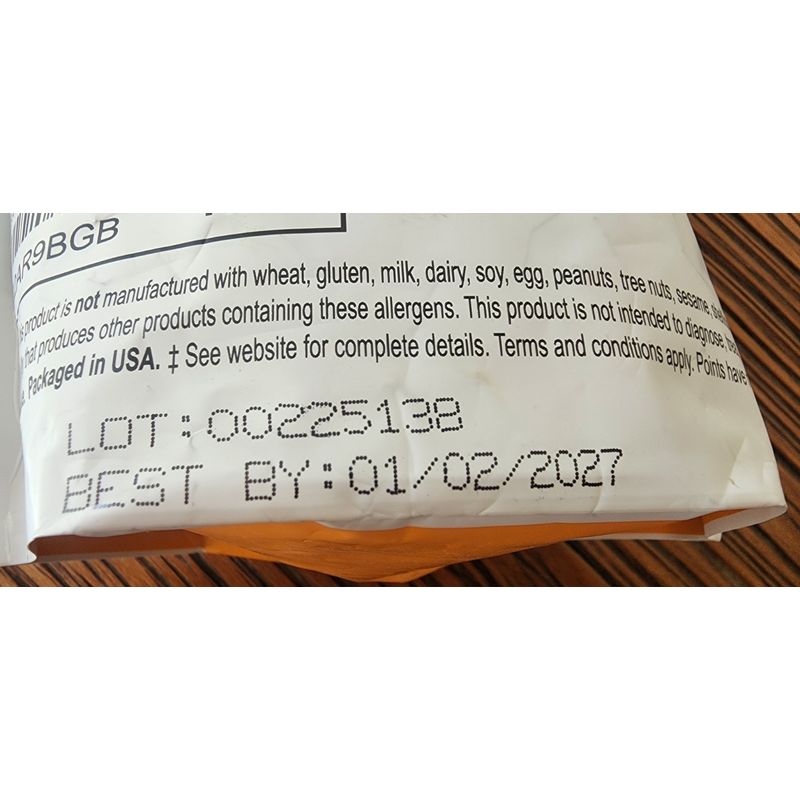 AR9BGB
product is not manufactured with wheat, gluten, milk, dairy, soy, egg, peanuts, tree nuts, sesame,
that produces other products containing these allergens. This product is not intended to diagnose,
Packaged in USA. ‡ See website for complete details. Terms and conditions apply. Points have
LOT:00225138
BEST BY:01/02/2027